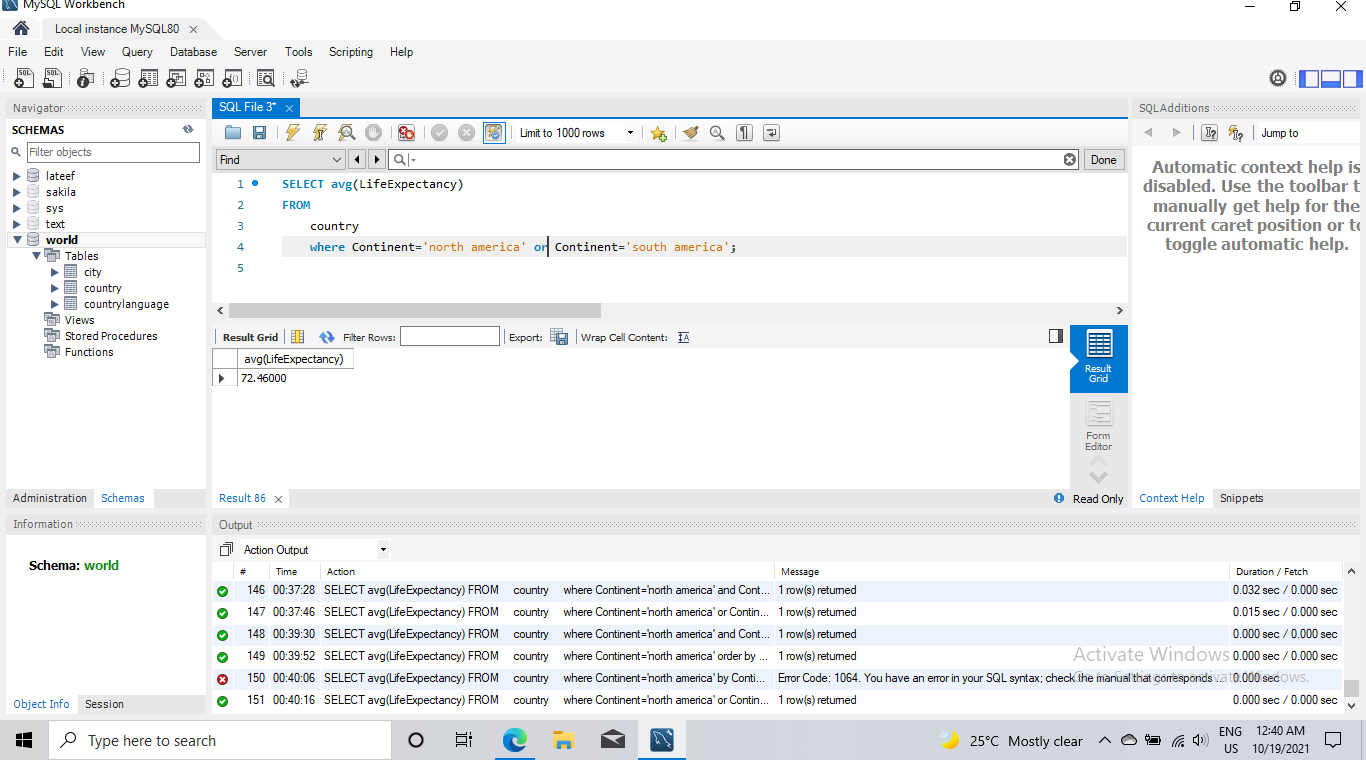 MySQL Workbench
Local instance MySQL80
File Edit View Query Database Server Tools Scripting Help
Navigator
SCHEMAS
Filter objects
lateef
sakila
sys
text
world
Tables
city
country
countrylanguage
Views
Stored Procedures
Functions
Administration Schemas
Information
Schema: world
Object Info Session
SQL File 3*
Limit to 1000 rows
Find
Done
1 SELECT avg(LifeExpectancy)
2 FROM
3 country
4 where Continent='north america' or Continent='south america';
5
Result Grid Filter Rows: Export: Wrap Cell Content:
avg(LifeExpectancy)
72.46000
Result Grid
Form Editor
Result 86
Read Only
SQLAdditions
Jump to
Automatic context help is
disabled. Use the toolbar t
manually get help for the
current caret position or to
toggle automatic help.
Context Help Snippets
Output
Action Output
# Time Action Message Duration / Fetch
146 00:37:28 SELECT avg(LifeExpectancy) FROM country where Continent='north america' and Cont... 1 row(s) returned 0.032 sec / 0.000 sec
147 00:37:46 SELECT avg(LifeExpectancy) FROM country where Continent='north america' or Contin... 1 row(s) returned 0.015 sec / 0.000 sec
148 00:39:30 SELECT avg(LifeExpectancy) FROM country where Continent='north america' and Cont... 1 row(s) returned 0.000 sec / 0.000 sec
149 00:39:52 SELECT avg(LifeExpectancy) FROM country where Continent='north america' order by ... 1 row(s) returned 0.000 sec / 0.000 sec
150 00:40:06 SELECT avg(LifeExpectancy) FROM country where Continent='north america' by Conti... Error Code: 1064. You have an error in your SQL syntax; check the manual that corresponds ... 0.000 sec
151 00:40:16 SELECT avg(LifeExpectancy) FROM country where Continent='north america' or Contin... 1 row(s) returned 0.000 sec / 0.000 sec
Activate Windows
Type here to search
25°C Mostly clear
ENG
US
12:40 AM
10/19/2021